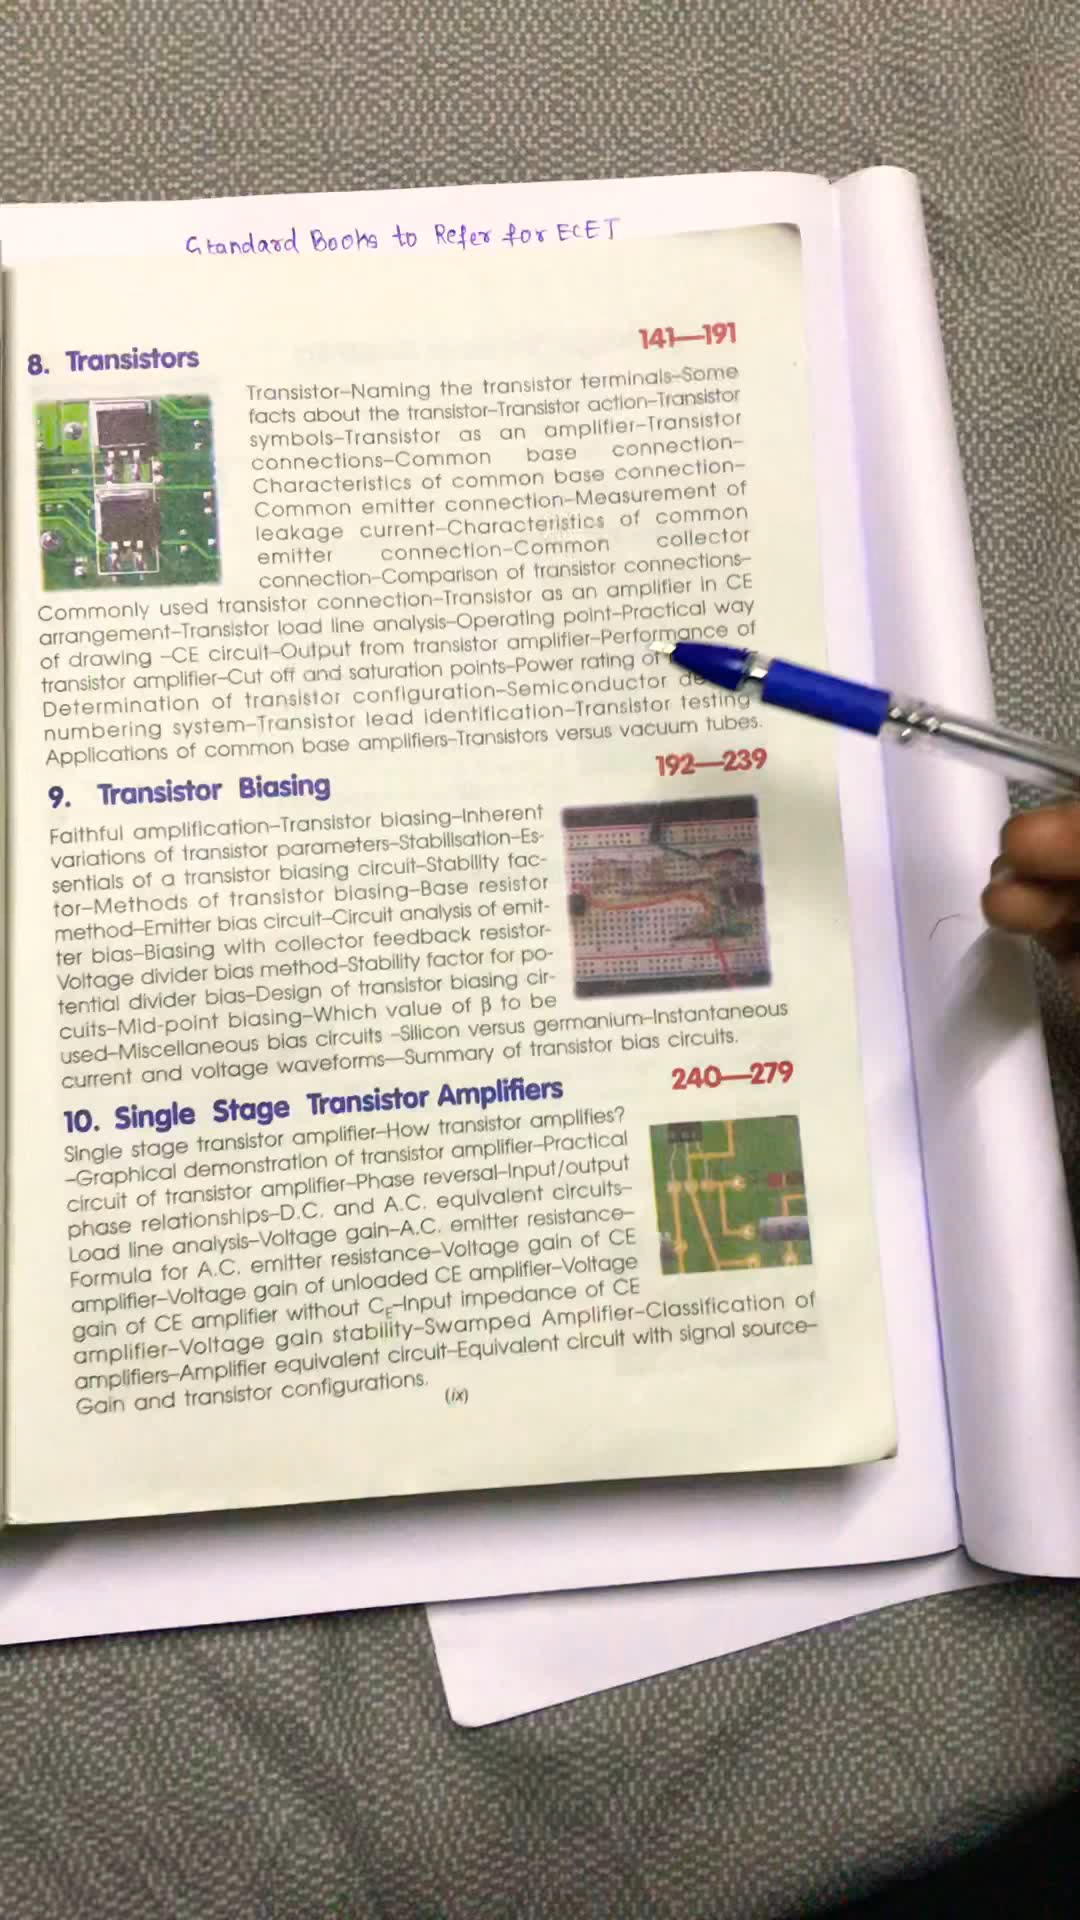 Standard Books to Refer for ECET
8. Transistors 141—191
Transistor–Naming the transistor terminals–Some
facts about the transistor–Transistor action–Transistor
symbols–Transistor as an amplifier–Transistor
connections–Common base connection–
Characteristics of common base connection–
Common emitter connection–Measurement of
leakage current–Characteristics of common
emitter connection–Common collector
connection–Comparison of transistor connections–
Commonly used transistor connection–Transistor as an amplifier in CE
arrangement–Transistor load line analysis–Operating point–Practical way
of drawing –CE circuit–Output from transistor amplifier–Performance of
transistor amplifier–Cut off and saturation points–Power rating of
Determination of transistor configuration–Semiconductor
numbering system–Transistor lead identification–Transistor testing
Applications of common base amplifiers–Transistors versus vacuum tubes.
9. Transistor Biasing 192—239
Faithful amplification–Transistor biasing–Inherent
variations of transistor parameters–Stabilisation–Es-
sentials of a transistor biasing circuit–Stability fac-
tor–Methods of transistor biasing–Base resistor
method–Emitter bias circuit–Circuit analysis of emit-
ter bias–Biasing with collector feedback resistor-
Voltage divider bias method–Stability factor for po-
tential divider bias–Design of transistor biasing cir-
cuits–Mid-point biasing–Which value of β to be
used–Miscellaneous bias circuits –Silicon versus germanium–Instantaneous
current and voltage waveforms—Summary of transistor bias circuits.
10. Single Stage Transistor Amplifiers 240—279
Single stage transistor amplifier–How transistor amplifies?
–Graphical demonstration of transistor amplifier–Practical
circuit of transistor amplifier–Phase reversal–Input/output
phase relationships–D.C. and A.C. equivalent circuits–
Load line analysis–Voltage gain–A.C. emitter resistance–
Formula for A.C. emitter resistance–Voltage gain of CE
amplifier–Voltage gain of unloaded CE amplifier–Voltage
gain of CE amplifier without CE–Input impedance of CE
amplifier–Voltage gain stability–Swamped Amplifier–Classification of
amplifiers–Amplifier equivalent circuit–Equivalent circuit with signal source–
Gain and transistor configurations.
(ix)